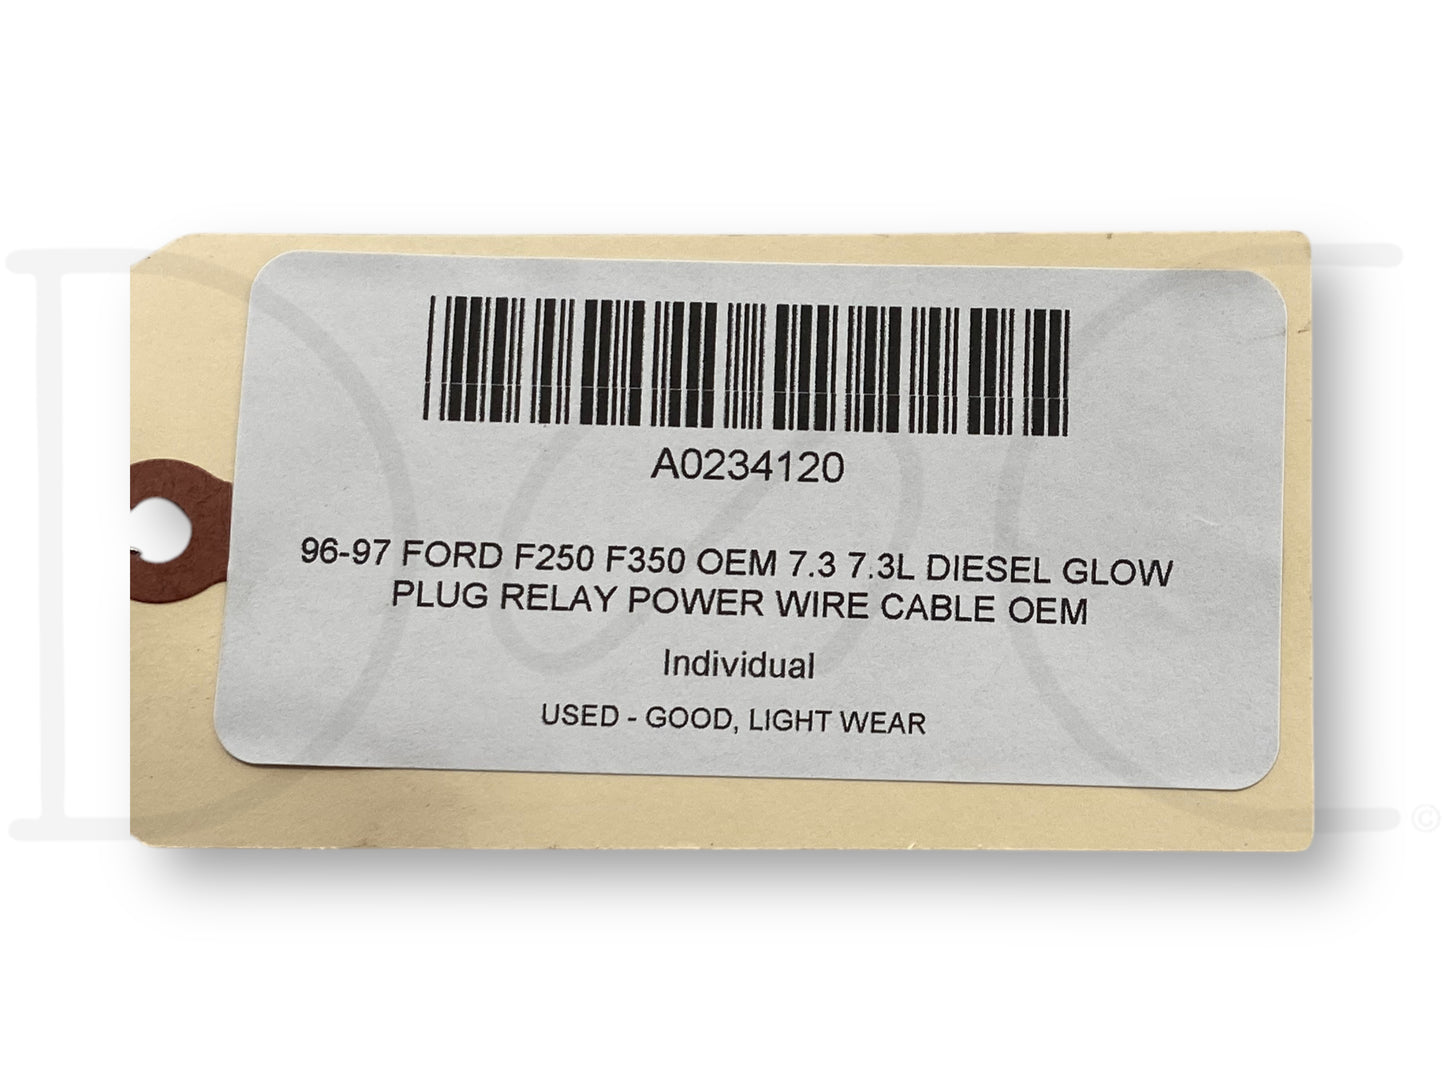 A0234120
96-97 FORD F250 F350 OEM 7.3 7.3L DIESEL GLOW
PLUG RELAY POWER WIRE CABLE OEM
Individual
USED - GOOD, LIGHT WEAR
©